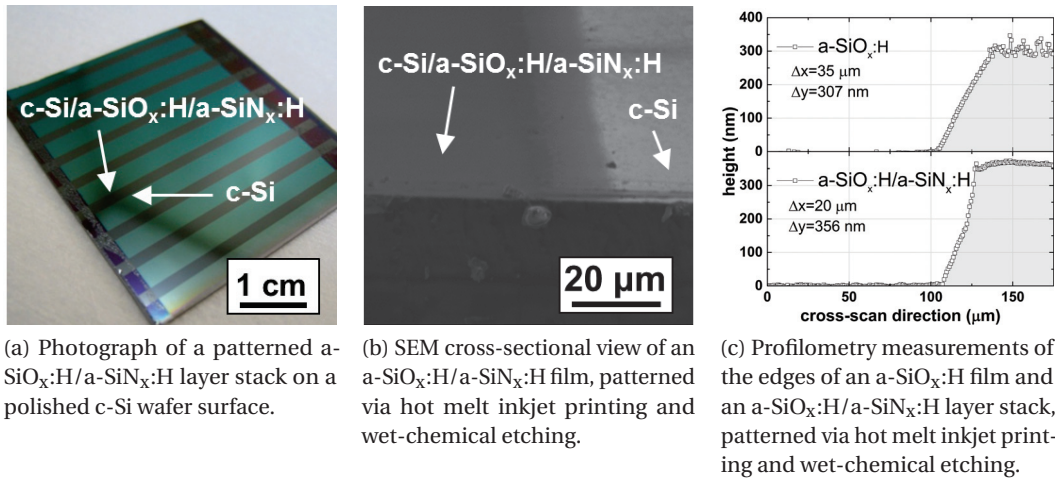 c-Si/a-SiOx:H/a-SiNx:H
c-Si
1 cm
(a) Photograph of a patterned a-
SiOx:H/a-SiNx:H layer stack on a
polished c-Si wafer surface.
c-Si/a-SiOx:H/a-SiNx:H
c-Si
20 µm
(b) SEM cross-sectional view of an
a-SiOx:H/a-SiNx:H film, patterned
via hot melt inkjet printing and
wet-chemical etching.
400
300
200
100
0
300
200
100
0
height (nm)
a-SiOx:H
Δx=35 µm
Δy=307 nm
a-SiOx:H/a-SiNx:H
Δx=20 µm
Δy=356 nm
0 50 100 150
cross-scan direction (µm)
(c) Profilometry measurements of
the edges of an a-SiOx:H film and
an a-SiOx:H/a-SiNx:H layer stack,
patterned via hot melt inkjet print-
ing and wet-chemical etching.